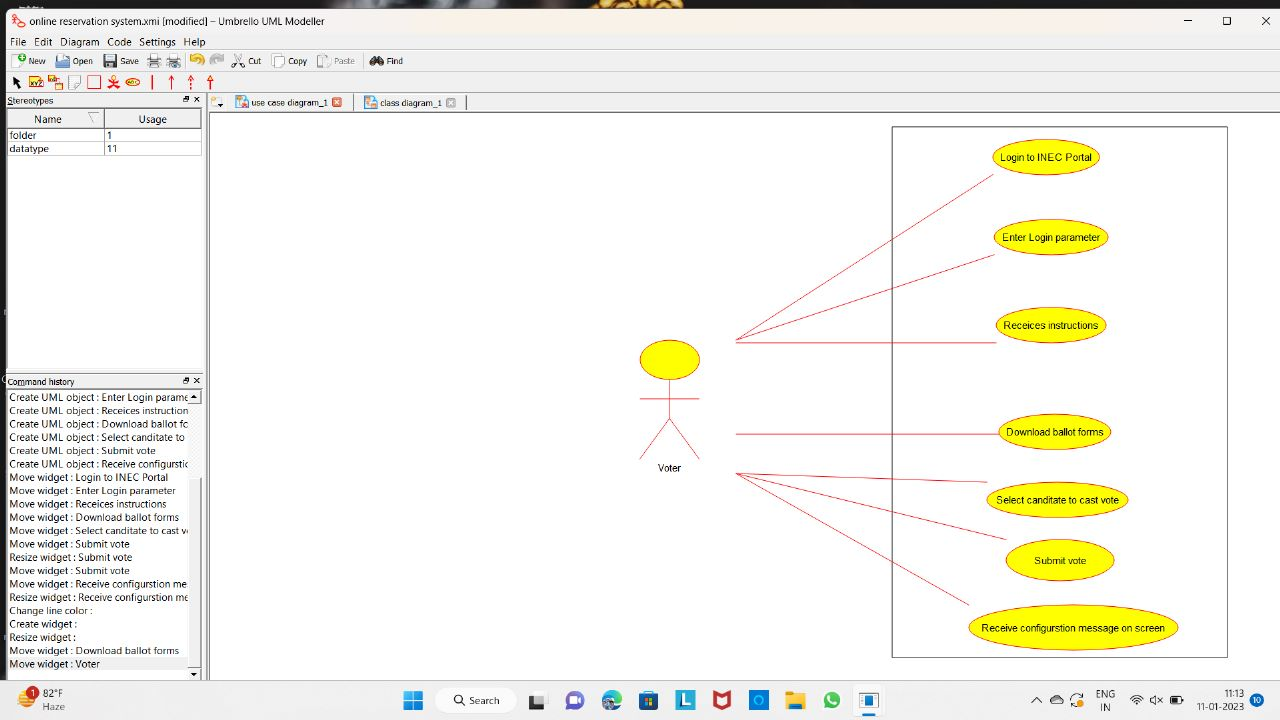 online reservation system.xmi [modified] – Umbrello UML Modeller
File Edit Diagram Code Settings Help
New Open Save Cut Copy Paste Find
Stereotypes
use case diagram_1 class diagram_1
Name Usage
folder 1
datatype 11
Login to INEC Portal
Enter Login parameter
Receices instructions
Download ballot forms
Select canditate to cast vote
Submit vote
Receive configurstion message on screen
Voter
Command history
Create UML object : Enter Login parame
Create UML object : Receices instruction
Create UML object : Download ballot fo
Create UML object : Select canditate to
Create UML object : Submit vote
Create UML object : Receive configurstic
Move widget : Login to INEC Portal
Move widget : Enter Login parameter
Move widget : Receices instructions
Move widget : Download ballot forms
Move widget : Select canditate to cast v
Move widget : Submit vote
Resize widget : Submit vote
Move widget : Submit vote
Move widget : Receive configurstion me
Resize widget : Receive configurstion me
Change line color :
Create widget :
Resize widget :
Move widget : Download ballot forms
Move widget : Voter
1
82°F
Haze
Search
ENG
IN
11:13
11-01-2023
10